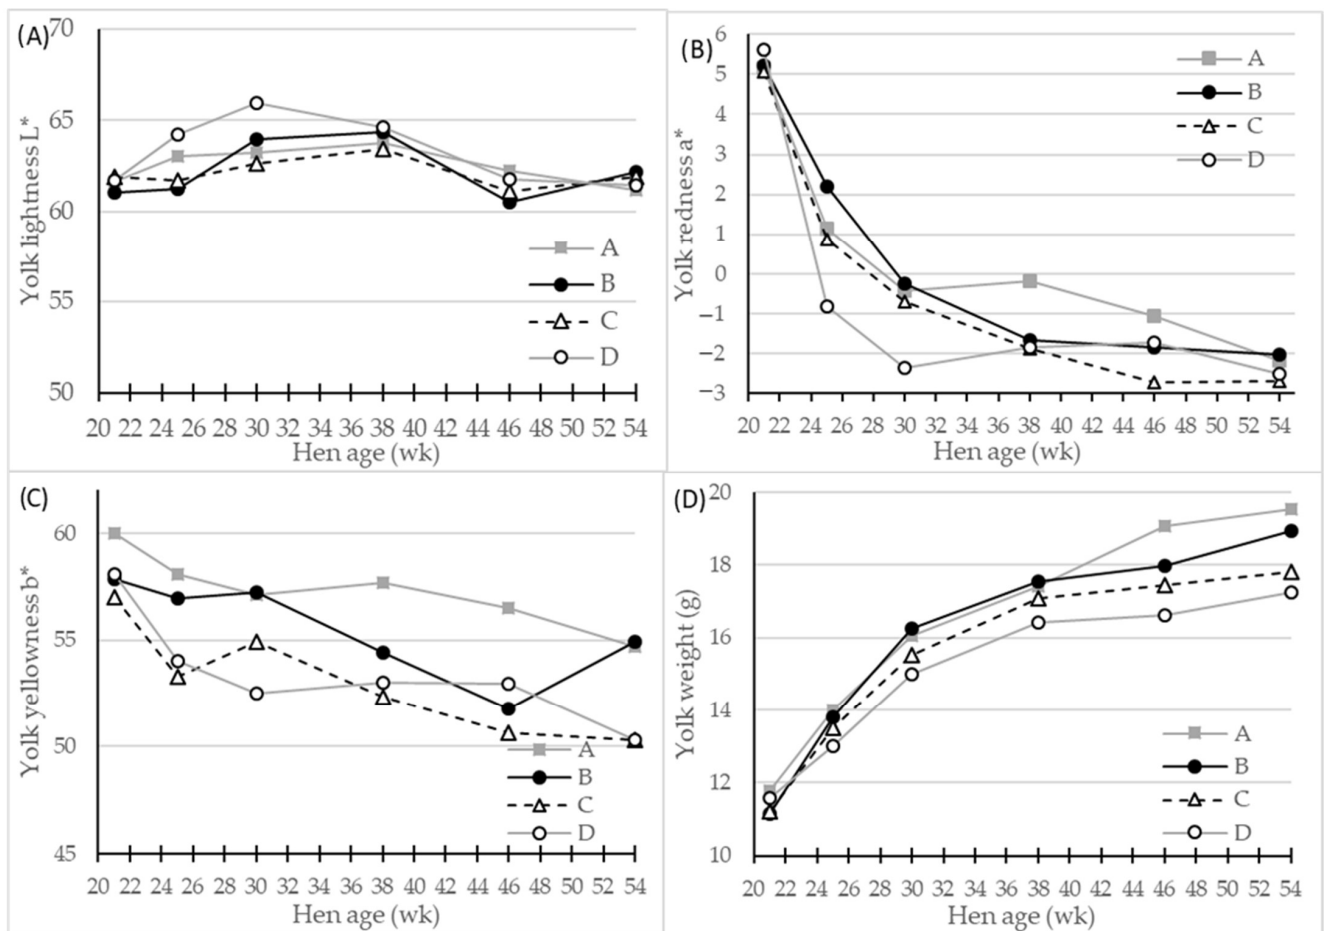 (A)
Yolk lightness L*
70
65
60
55
50
A
B
C
D
20 22 24 26 28 30 32 34 36 38 40 42 44 46 48 50 52 54
Hen age (wk)
(B)
Yolk redness a*
6
5
4
3
2
1
0
−1
−2
−3
A
B
C
D
20 22 24 26 28 30 32 34 36 38 40 42 44 46 48 50 52 54
Hen age (wk)
(C)
Yolk yellowness b*
60
55
50
45
A
B
C
D
20 22 24 26 28 30 32 34 36 38 40 42 44 46 48 50 52 54
Hen age (wk)
(D)
Yolk weight (g)
20
18
16
14
12
10
A
B
C
D
20 22 24 26 28 30 32 34 36 38 40 42 44 46 48 50 52 54
Hen age (wk)